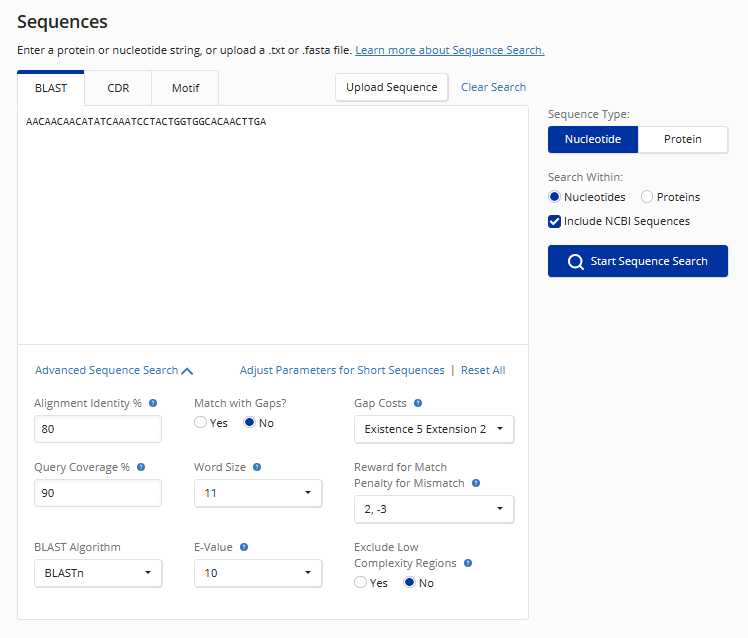 Sequences
Enter a protein or nucleotide string, or upload a .txt or .fasta file. Learn more about Sequence Search.
BLAST CDR Motif Upload Sequence Clear Search
AACAACAACATATCAAATCCTACTGGTGGCACAACTTGA
Sequence Type:
Nucleotide Protein
Search Within:
Nucleotides Proteins
Include NCBI Sequences
Start Sequence Search
Advanced Sequence Search Adjust Parameters for Short Sequences | Reset All
Alignment Identity % ? Match with Gaps? Gap Costs ?
80 Yes No Existence 5 Extension 2
Query Coverage % ? Word Size ? Reward for Match
Penalty for Mismatch ?
90 11 2, -3
BLAST Algorithm E-Value ? Exclude Low
Complexity Regions ?
BLASTn 10 Yes No